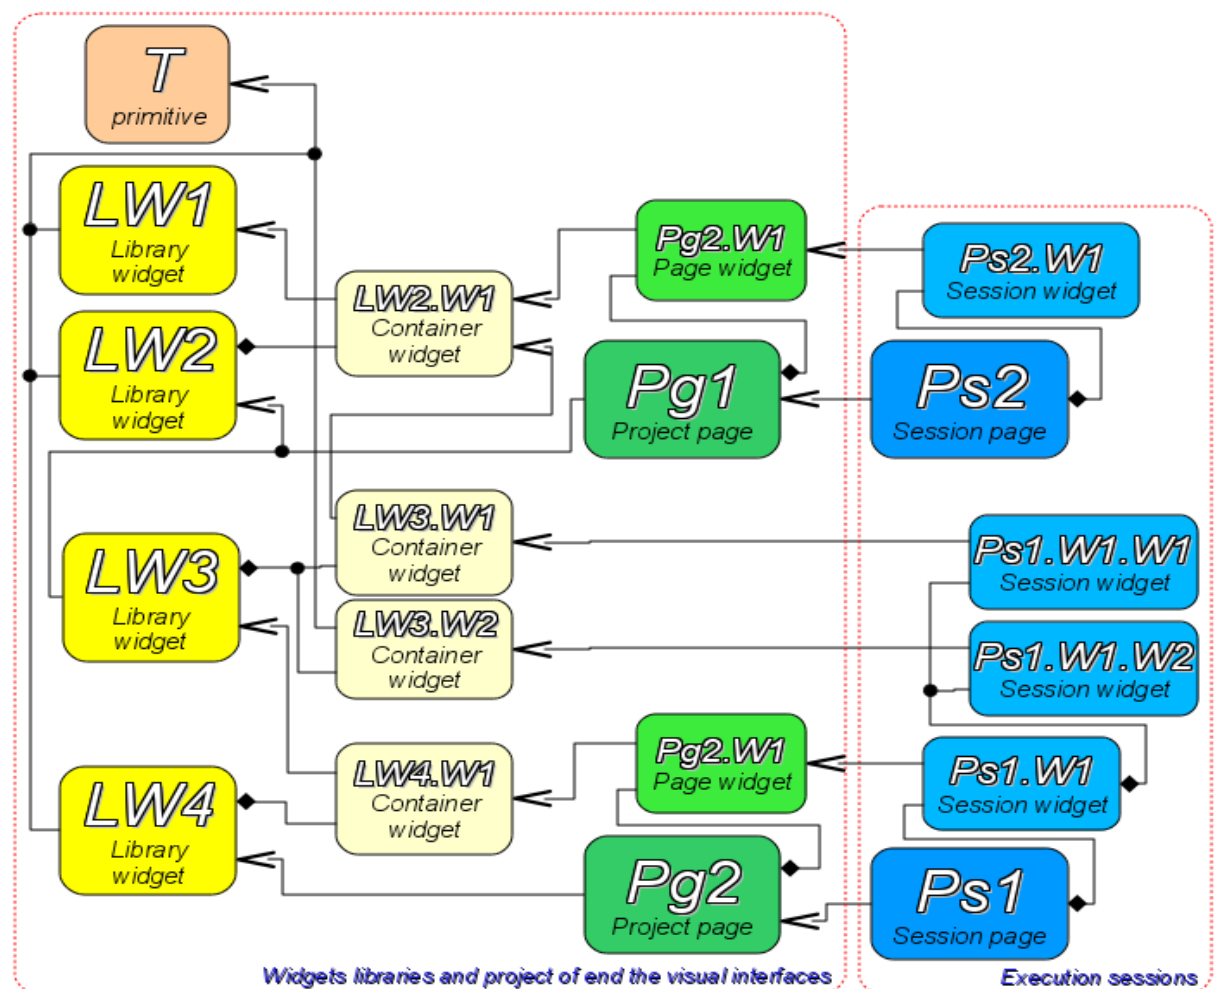 T
primitive
LW1
Library
widget
LW2
Library
widget
LW3
Library
widget
LW4
Library
widget
LW2.W1
Container
widget
LW3.W1
Container
widget
LW3.W2
Container
widget
LW4.W1
Container
widget
Pg2.W1
Page widget
Pg1
Project page
Pg2.W1
Page widget
Pg2
Project page
Widgets libraries and project of end the visual interfaces
Ps2.W1
Session widget
Ps2
Session page
Ps1.W1.W1
Session widget
Ps1.W1.W2
Session widget
Ps1.W1
Session widget
Ps1
Session page
Execution sessions